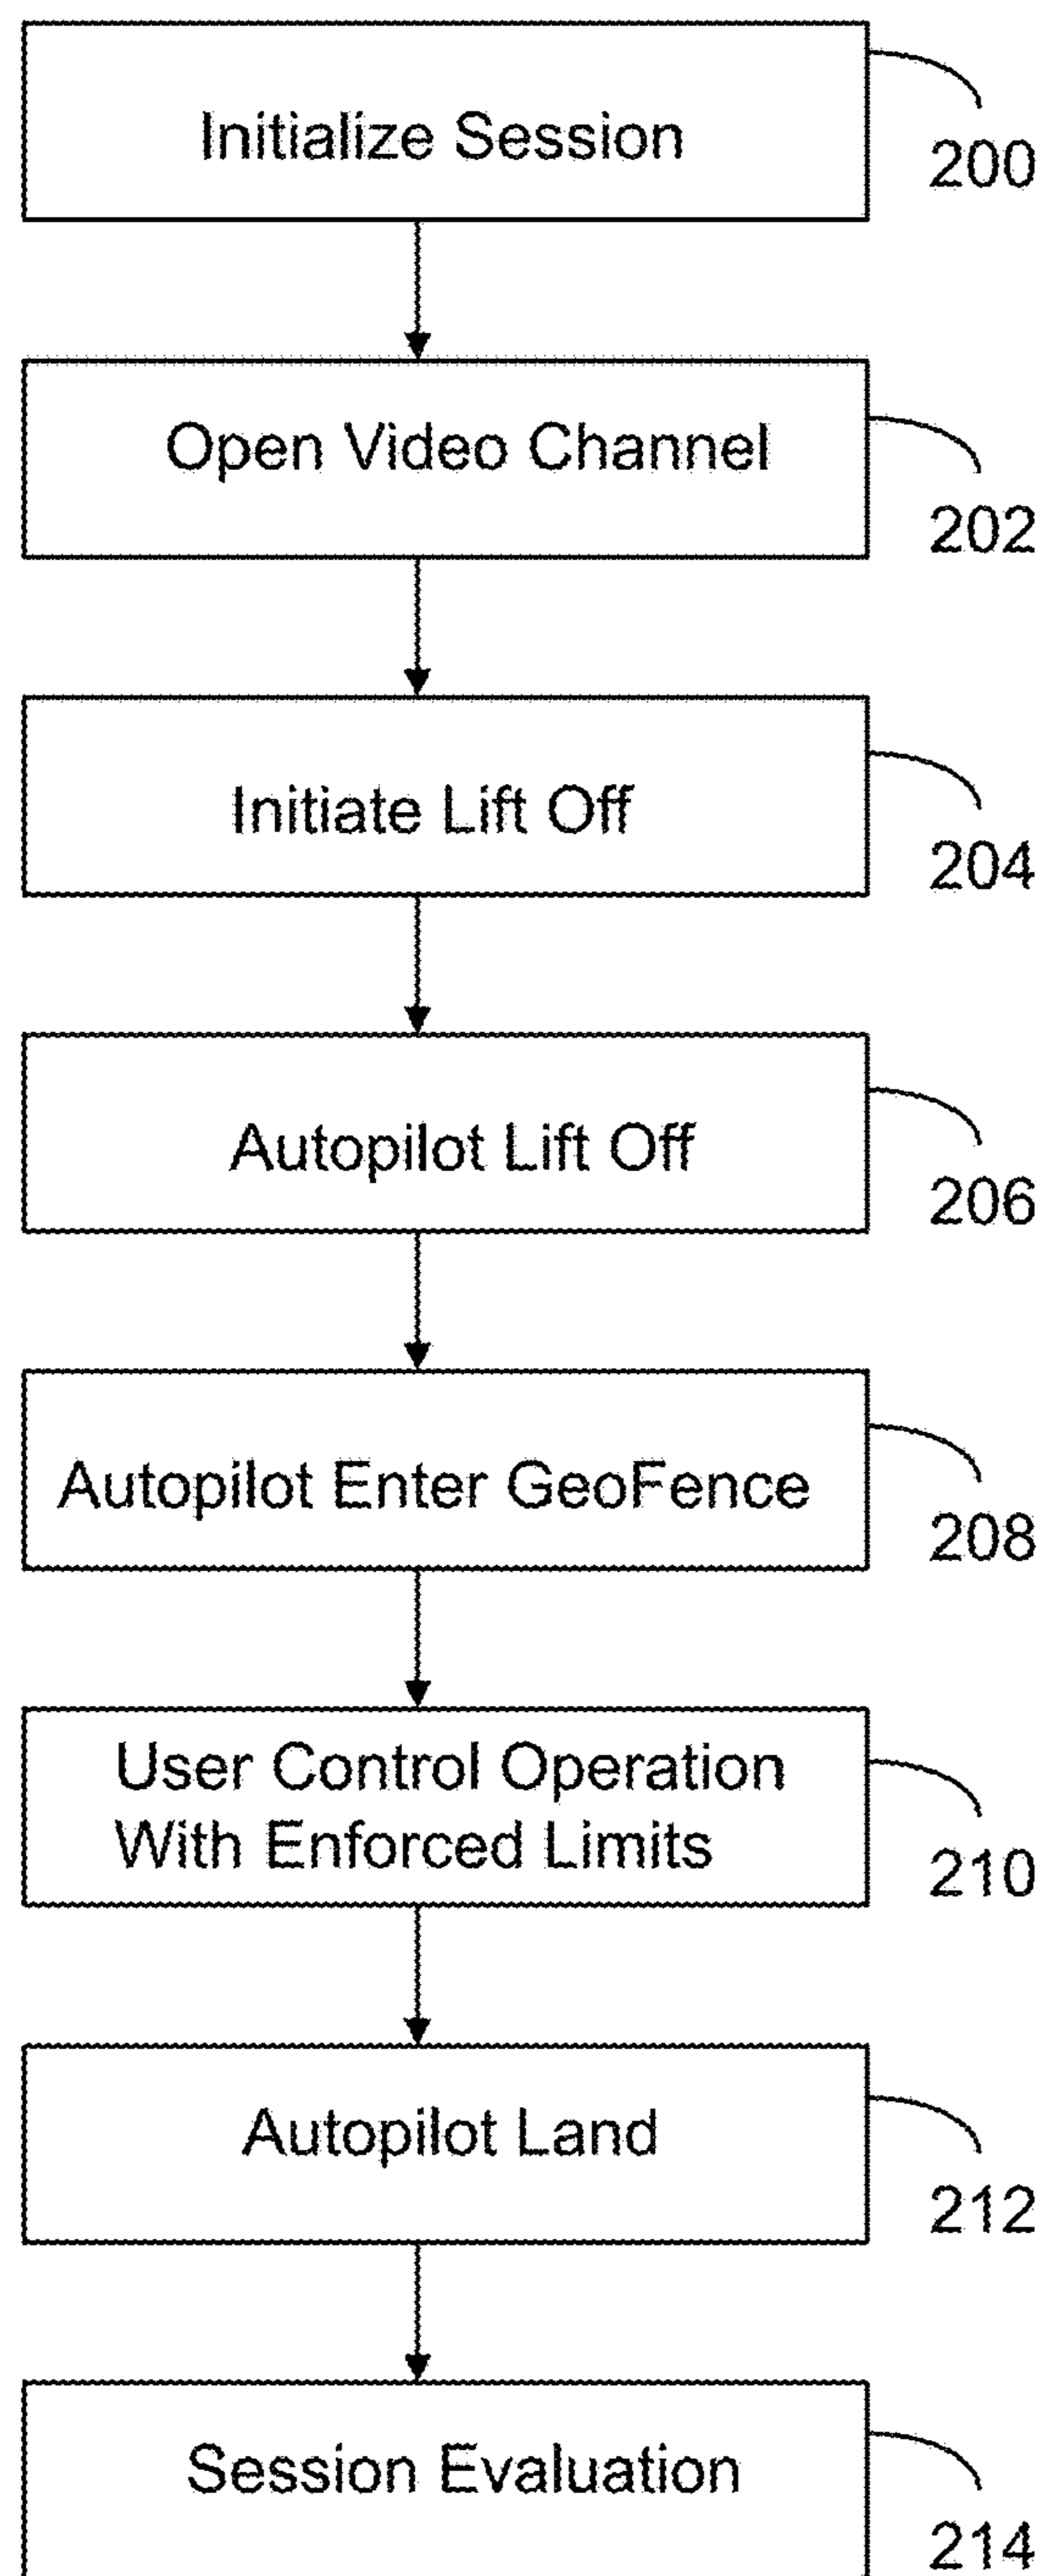 Initialize Session
200
Open Video Channel
202
Initiate Lift Off
204
Autopilot Lift Off
206
Autopilot Enter GeoFence
208
User Control Operation
With Enforced Limits
210
Autopilot Land
212
Session Evaluation
214